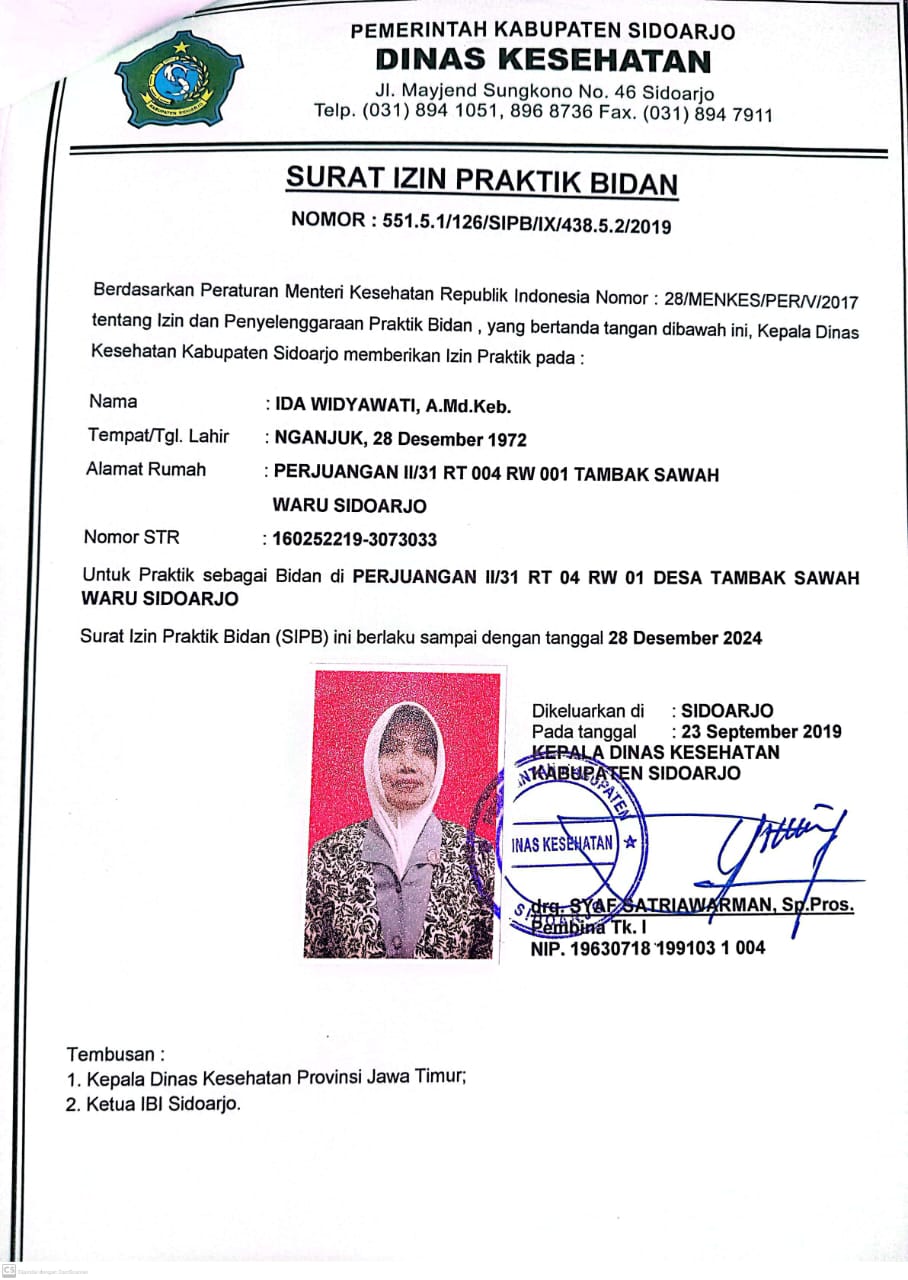 PEMERINTAH KABUPATEN SIDOARJO
DINAS KESEHATAN
Jl. Mayjend Sungkono No. 46 Sidoarjo
Telp. (031) 894 1051, 896 8736 Fax. (031) 894 7911
KABUPATEN SIDOARJO
SURAT IZIN PRAKTIK BIDAN
NOMOR : 551.5.1/126/SIPB/IX/438.5.2/2019
Berdasarkan Peraturan Menteri Kesehatan Republik Indonesia Nomor : 28/MENKES/PER/V/2017
tentang Izin dan Penyelenggaraan Praktik Bidan , yang bertanda tangan dibawah ini, Kepala Dinas
Kesehatan Kabupaten Sidoarjo memberikan Izin Praktik pada :
Nama : IDA WIDYAWATI, A.Md.Keb.
Tempat/Tgl. Lahir : NGANJUK, 28 Desember 1972
Alamat Rumah : PERJUANGAN II/31 RT 004 RW 001 TAMBAK SAWAH
WARU SIDOARJO
Nomor STR : 160252219-3073033
Untuk Praktik sebagai Bidan di PERJUANGAN II/31 RT 04 RW 01 DESA TAMBAK SAWAH
WARU SIDOARJO
Surat Izin Praktik Bidan (SIPB) ini berlaku sampai dengan tanggal 28 Desember 2024
Dikeluarkan di : SIDOARJO
Pada tanggal : 23 September 2019
KEPALA DINAS KESEHATAN
KABUPATEN SIDOARJO
INAS KESEHATAN
drg. SYAF SATRIAWARMAN, Sp.Pros.
Pembina Tk. I
NIP. 19630718 199103 1 004
Tembusan :
1. Kepala Dinas Kesehatan Provinsi Jawa Timur;
2. Ketua IBI Sidoarjo.
CS